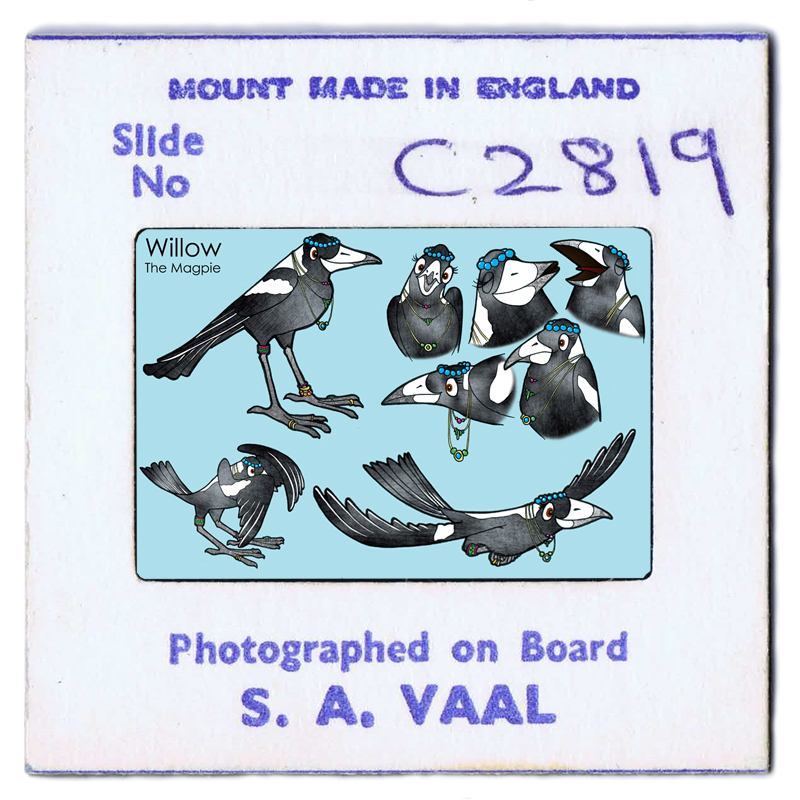 MOUNT MADE IN ENGLAND
Slide
No
C2819
Willow
The Magpie
Photographed on Board
S. A. VAAL